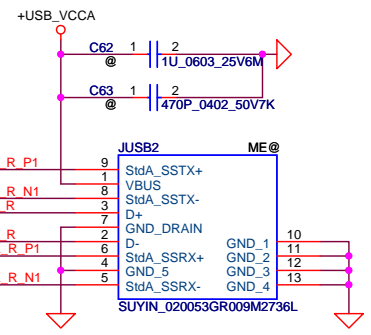 +USB_VCCA
C62 1 2
@ 1U_0603_25V6M
C63 1 2
@ 470P_0402_50V7K
JUSB2 ME@
R_P1 9 StdA_SSTX+
1 VBUS
R_N1 8 StdA_SSTX-
R 3 D+
7 GND_DRAIN
R 2 D- GND_1 10
R_P1 6 StdA_SSRX+ GND_2 11
4 GND_5 GND_3 12
R_N1 5 StdA_SSRX- GND_4 13
SUYIN_020053GR009M2736L